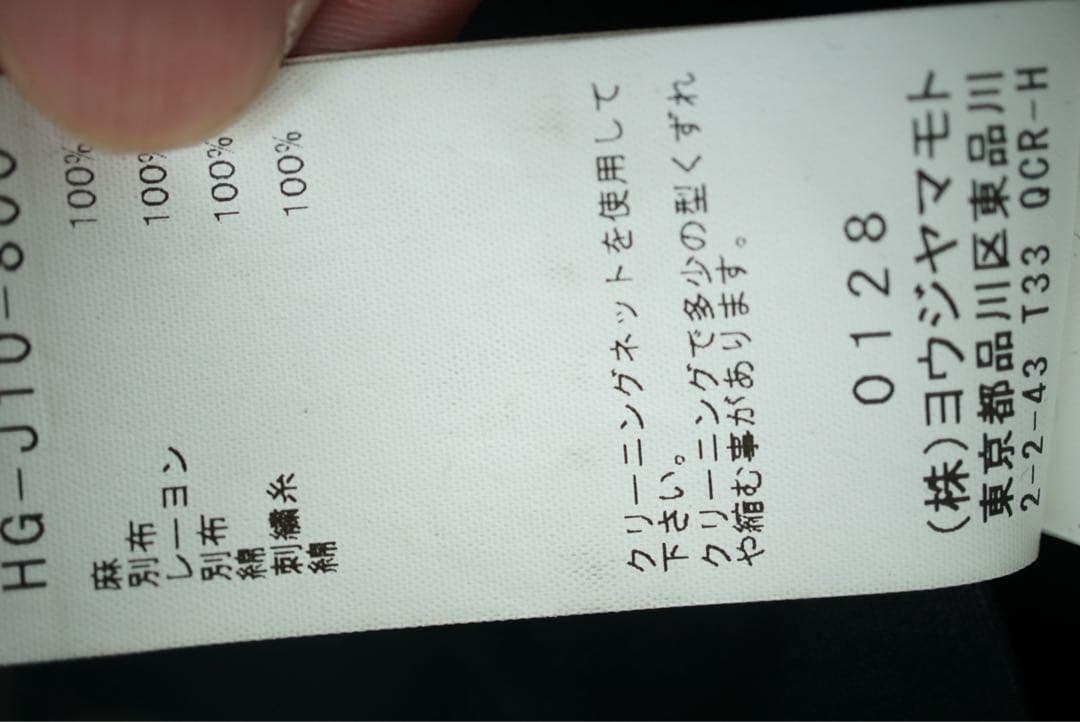 HG-J10-800
麻 100%
別布
レーヨン 100%
別布
綿 100%
刺繍糸
綿 100%
クリーニングネットを使用して
下さい。
クリーニングで多少の型くずれ
や縮む事があります。
0128
(株)ヨウジヤマモト
東京都品川区東品川
2-2-43 T33 QCR-H